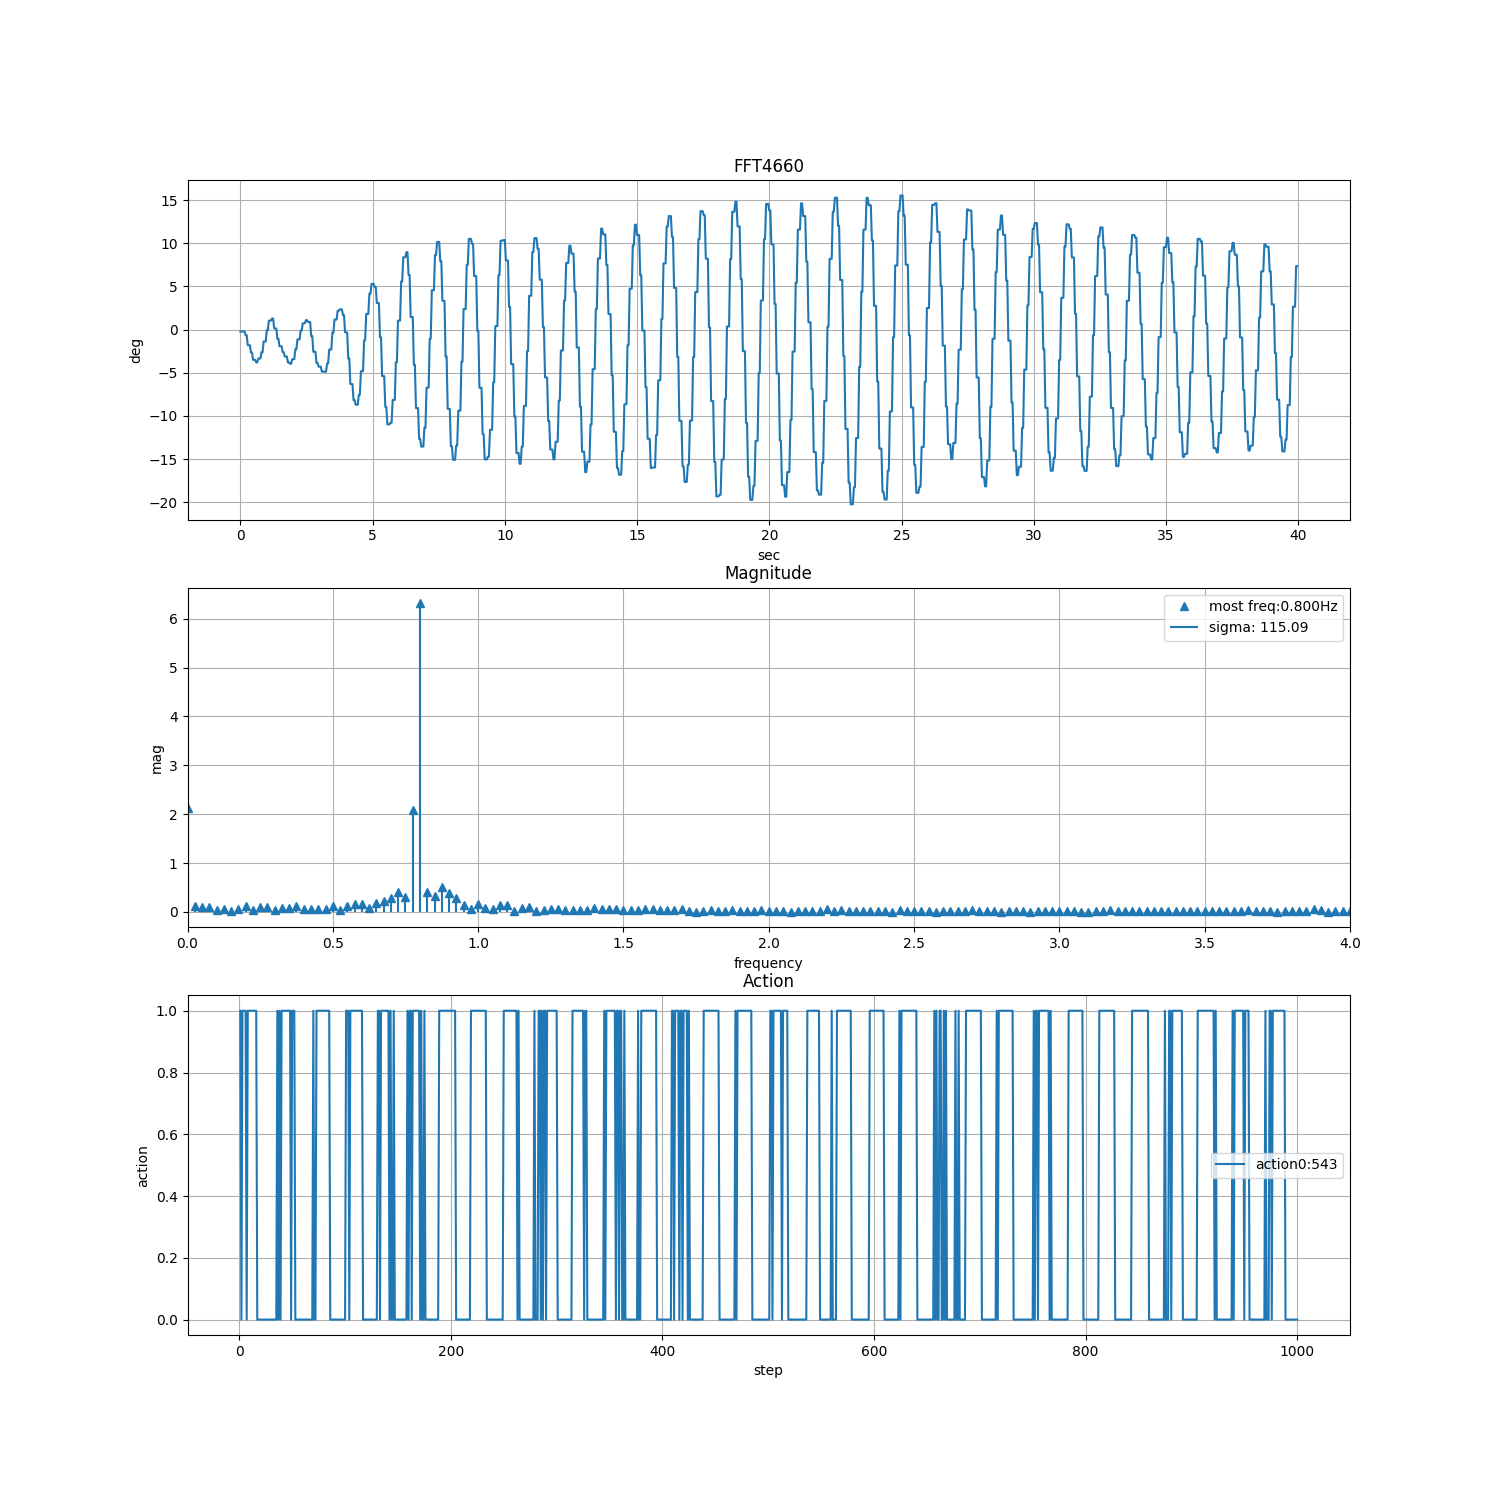 FFT4660
15
10
5
0
−5
−10
−15
−20
deg
0 5 10 15 20 25 30 35 40
sec
Magnitude
6
5
4
3
2
1
0
mag
most freq:0.800Hz
sigma: 115.09
0.0 0.5 1.0 1.5 2.0 2.5 3.0 3.5 4.0
frequency
Action
1.0
0.8
0.6
0.4
0.2
0.0
action
action0:543
0 200 400 600 800 1000
step